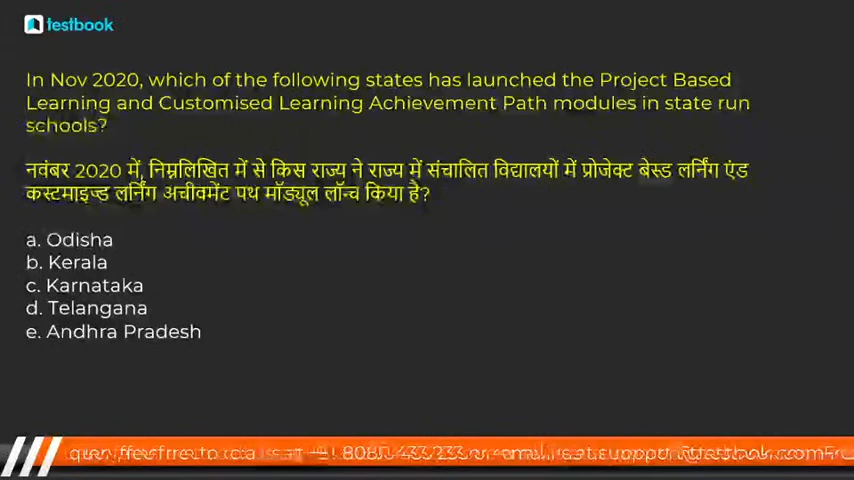 testbook
In Nov 2020, which of the following states has launched the Project Based
Learning and Customised Learning Achievement Path modules in state run
schools?
नवंबर 2020 में, निम्नलिखित में से किस राज्य ने राज्य में संचालित विद्यालयों में प्रोजेक्ट बेस्ड लर्निंग एंड
कस्टमाइज्ड लर्निंग अचीवमेंट पथ मॉड्यूल लॉन्च किया है?
a. Odisha
b. Kerala
c. Karnataka
d. Telangana
e. Andhra Pradesh